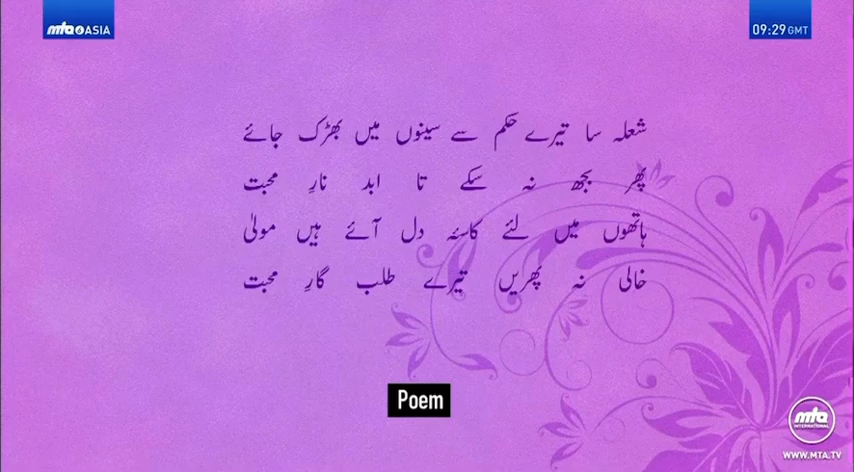 mta ASIA
09:29 GMT
شعلہ سا تیرے حکم سے سینوں میں بھڑک جائے
پھر بجھ نہ سکے تا ابد نارِ محبت
ہاتھوں میں لئے کاسۂ دل آئے ہیں مولیٰ
خالی نہ پھریں تیرے طلب گارِ محبت
Poem
mta
INTERNATIONAL
WWW.MTA.TV